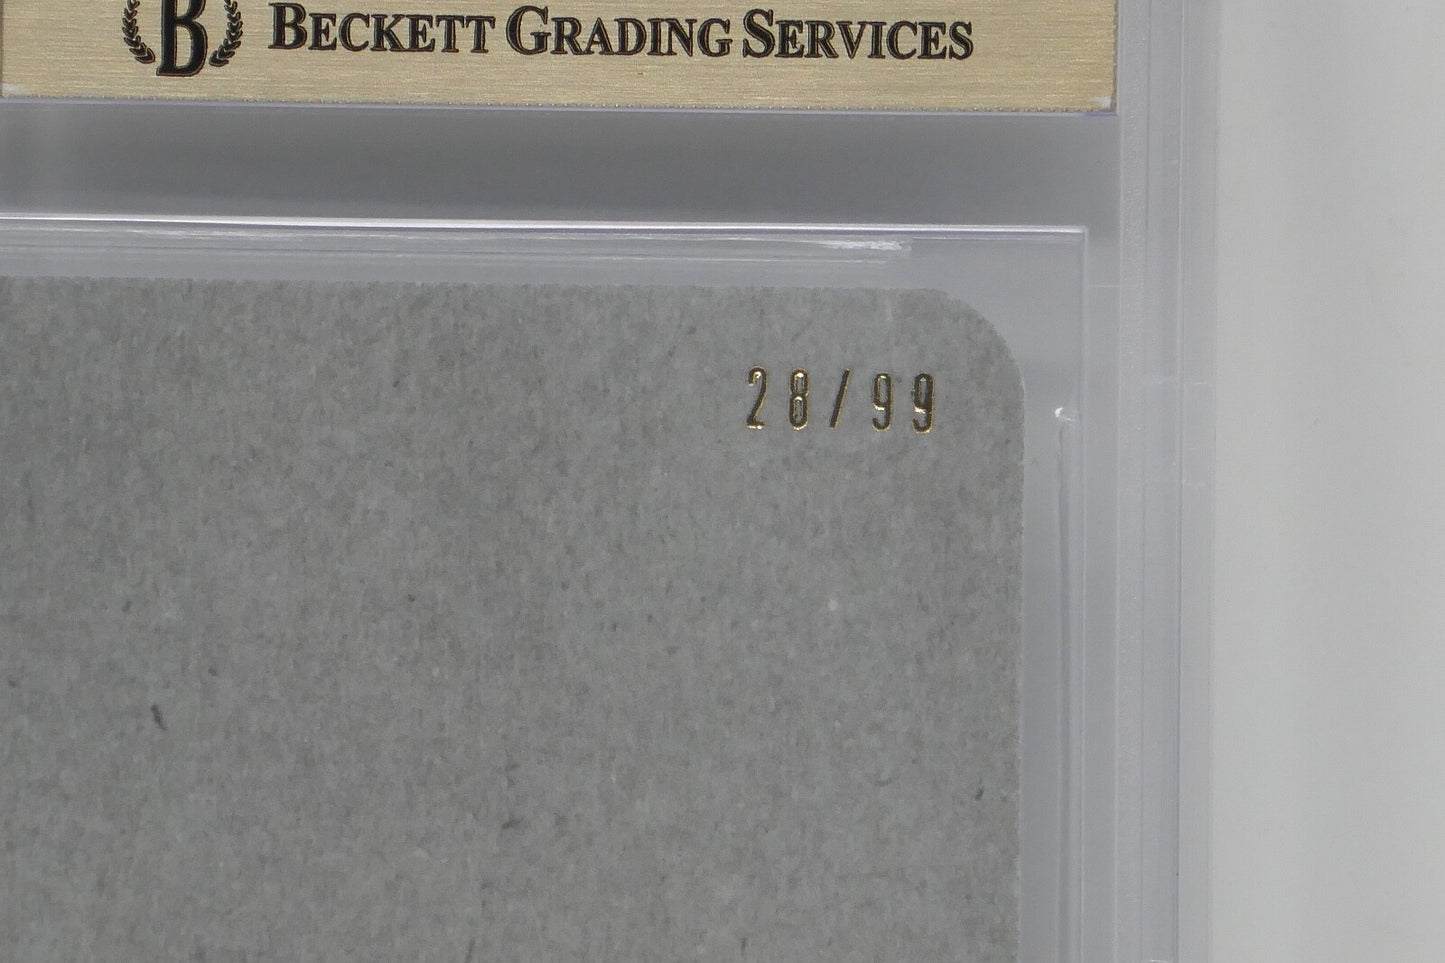 B BECKETT GRADING SERVICES
28/99